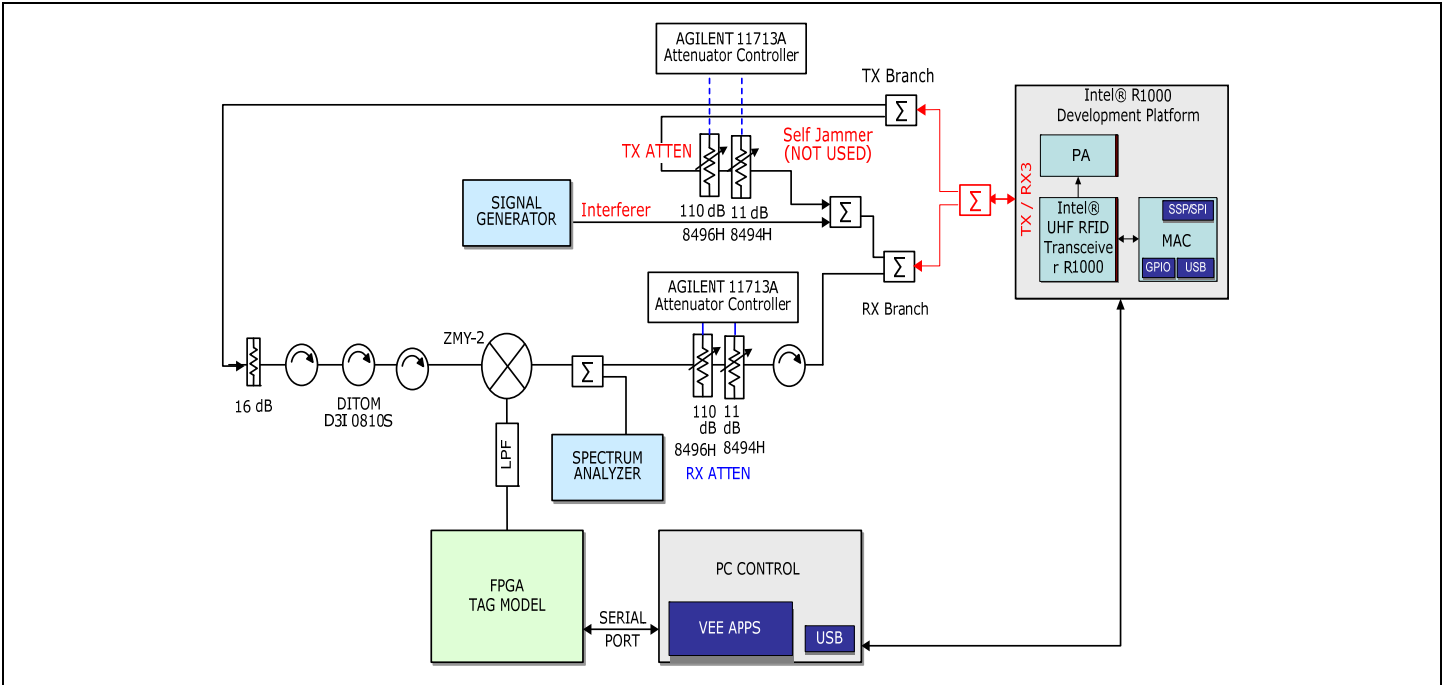 AGILENT 11713A
Attenuator Controller
TX Branch
Σ
Intel® R1000
Development Platform
PA
TX / RX3
Intel®
UHF RFID
Transceive
r R1000
SSP/SPI
MAC
GPIO
USB
Σ
Self Jammer
(NOT USED)
TX ATTEN
110 dB
11 dB
8496H
8494H
SIGNAL
GENERATOR
Interferer
Σ
Σ
RX Branch
AGILENT 11713A
Attenuator Controller
16 dB
DITOM
D3I 0810S
ZMY-2
Σ
110
dB
11
dB
8496H
8494H
RX ATTEN
LPF
SPECTRUM
ANALYZER
FPGA
TAG MODEL
SERIAL
PORT
PC CONTROL
VEE APPS
USB